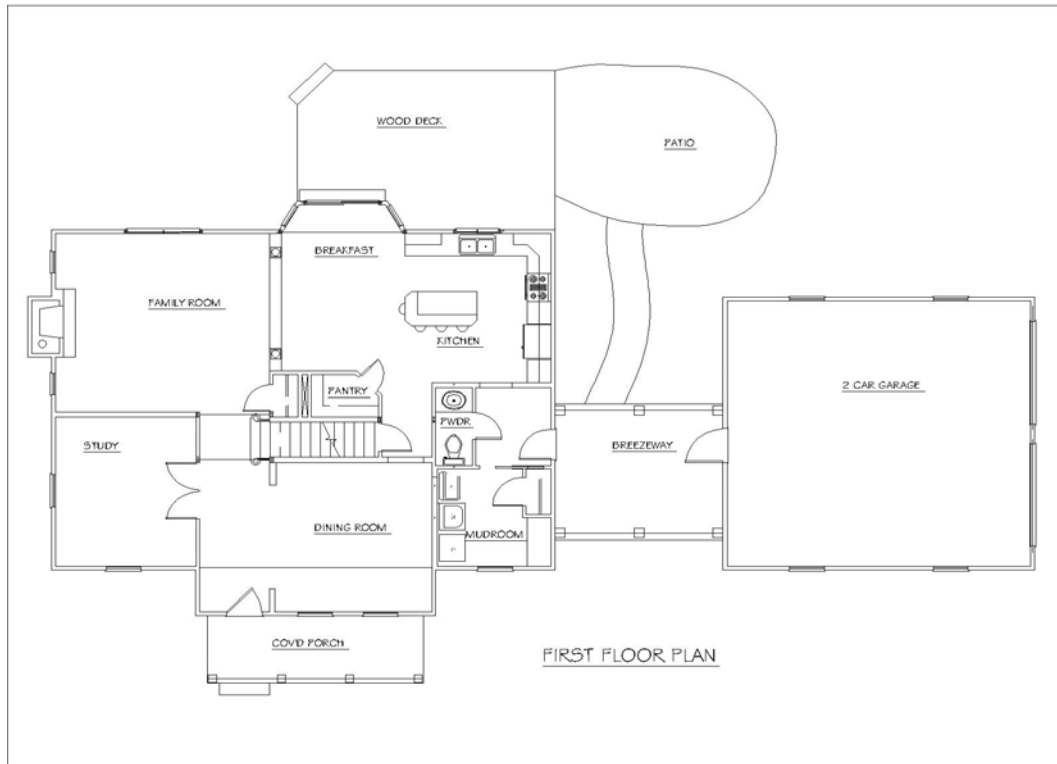 WOOD DECK
PATIO
BREAKFAST
FAMILY ROOM
KITCHEN
2 CAR GARAGE
PANTRY
PWDR
STUDY
BREEZEWAY
DINING ROOM
MUDROOM
COV'D PORCH
FIRST FLOOR PLAN